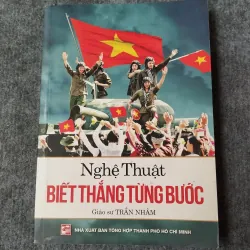 Nghệ Thuật
BIẾT THẮNG TỪNG BƯỚC
Giáo sư TRẦN NHÂM
NHÀ XUẤT BẢN TỔNG HỢP THÀNH PHỐ HỒ CHÍ MINH